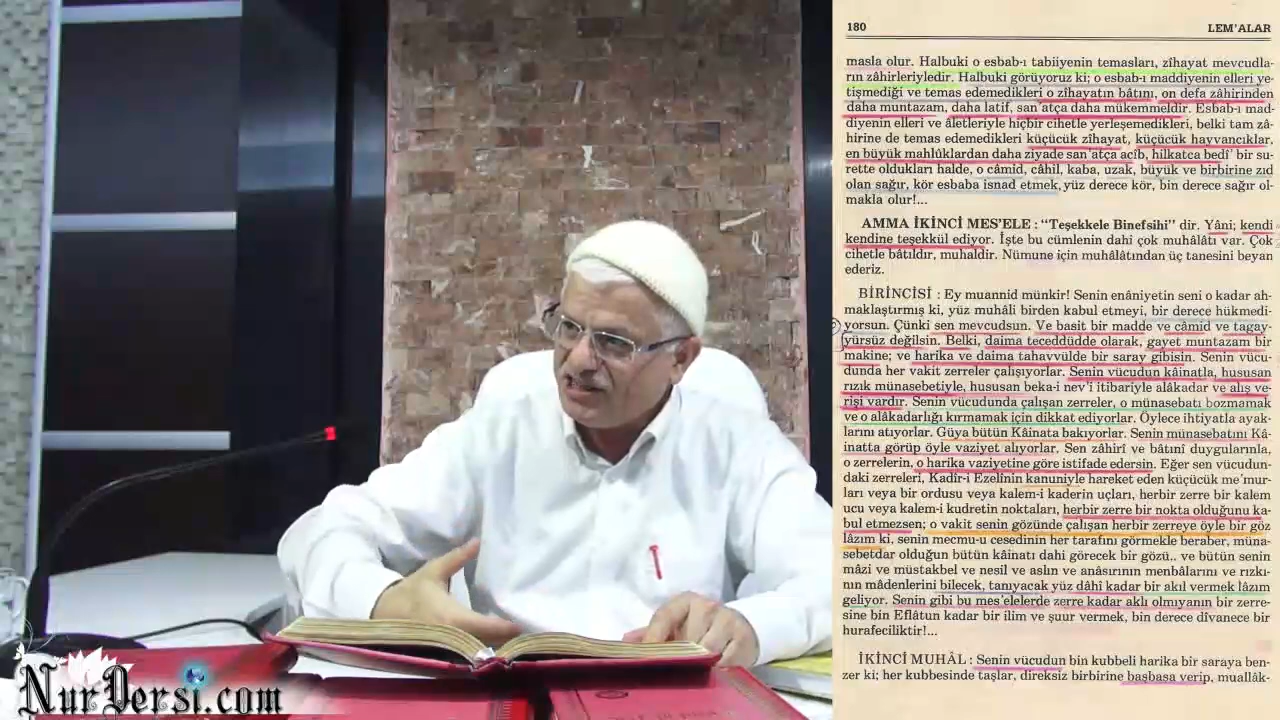 180 LEM'ALAR
masla olur. Halbuki o esbab-ı tabiiyenin temasları, zîhayat mevcudla-
rın zâhirleriyledir. Halbuki görüyoruz ki; o esbab-ı maddiyenin elleri ye-
tişmediği ve temas edemedikleri o zîhayatın bâtını, on defa zâhirinden
daha muntazam, daha latif, san'atça daha mükemmeldir. Esbab-ı mad-
diyenin elleri ve âletleriyle hiçbir cihetle yerleşemedikleri, belki tam zâ-
hirine de temas edemedikleri küçücük zîhayat, küçücük hayvancıklar,
en büyük mahlûklardan daha ziyade san'atça acib, hilkatca bedi' bir su-
rette oldukları halde, o câmid, câhil, kaba, uzak, büyük ve birbirine zıd
olan sağır, kör esbaba isnad etmek, yüz derece kör, bin derece sağır ol-
makla olur!...
AMMA İKİNCİ MES'ELE : "Teşekkele Binefsihi" dir. Yâni; kendi
kendine teşekkül ediyor. İşte bu cümlenin dahi çok muhâlâtı var. Çok
cihetle bâtıldır, muhaldir. Nümune için muhâlâtından üç tanesini beyan
ederiz.
BİRİNCİSİ : Ey muannid münkir! Senin enâniyetin seni o kadar ah-
maklaştırmış ki, yüz muhâli birden kabul etmeyi, bir derece hükmedi-
yorsun. Çünki sen mevcudsun. Ve basit bir madde ve câmid ve tagay-
yürsüz değilsin. Belki, daima teceddüdde olarak, gayet muntazam bir
makine; ve harika ve daima tahavvülde bir saray gibisin. Senin vücu-
dunda her vakit zerreler çalışıyorlar. Senin vücudun kâinatla, hususan
rızık münasebetiyle, hususan beka-i nev'i itibariyle alâkadar ve alış ve-
rişi vardır. Senin vücudunda çalışan zerreler, o münasebatı bozmamak
ve o alâkadarlığı kırmamak için dikkat ediyorlar. Öylece ihtiyatla ayak-
larını atıyorlar. Güya bütün Kâinata bakıyorlar. Senin münasebatını Kâ-
inatta görüp öyle vaziyet alıyorlar. Sen zâhirî ve bâtınî duygularınla,
o zerrelerin, o harika vaziyetine göre istifade edersin. Eğer sen vücudun-
daki zerreleri, Kadîr-i Ezelînin kanuniyle hareket eden küçücük me'mur-
ları veya bir ordusu veya kalem-i kaderin uçları, herbir zerre bir kalem
ucu veya kalem-i kudretin noktaları, herbir zerre bir nokta olduğunu ka-
bul etmezsen; o vakit senin gözünde çalışan herbir zerreye öyle bir göz
lâzım ki, senin mecmu-u cesedinin her tarafını görmekle beraber, müna-
sebetdar olduğun bütün kâinatı dahi görecek bir gözü.. ve bütün senin
mâzi ve müstakbel ve nesil ve aslın ve anâsırının menbâlarını ve rızkı-
nın mâdenlerini bilecek, tanıyacak yüz dâhî kadar bir akıl vermek lâzım
geliyor. Senin gibi bu mes'elelerde zerre kadar aklı olmıyanın bir zerre-
sine bin Eflâtun kadar bir ilim ve şuur vermek, bin derece dîvanece bir
hurafeciliktir!...
İKİNCİ MUHÂL : Senin vücudun bin kubbeli harika bir saraya ben-
zer ki; her kubbesinde taşlar, direksiz birbirine başbaşa verip, muallâk-
NurDersi.com